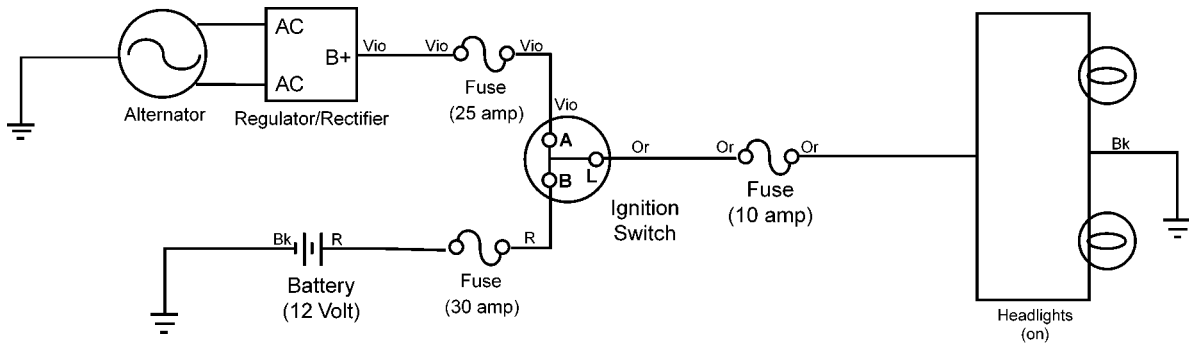 AC
AC
B+
Alternator
Regulator/Rectifier
Vio
Vio
Vio
Fuse
(25 amp)
Vio
A
B
L
Ignition
Switch
Or
Or
Or
Fuse
(10 amp)
Bk
Bk
R
R
Battery
(12 Volt)
Fuse
(30 amp)
Headlights
(on)